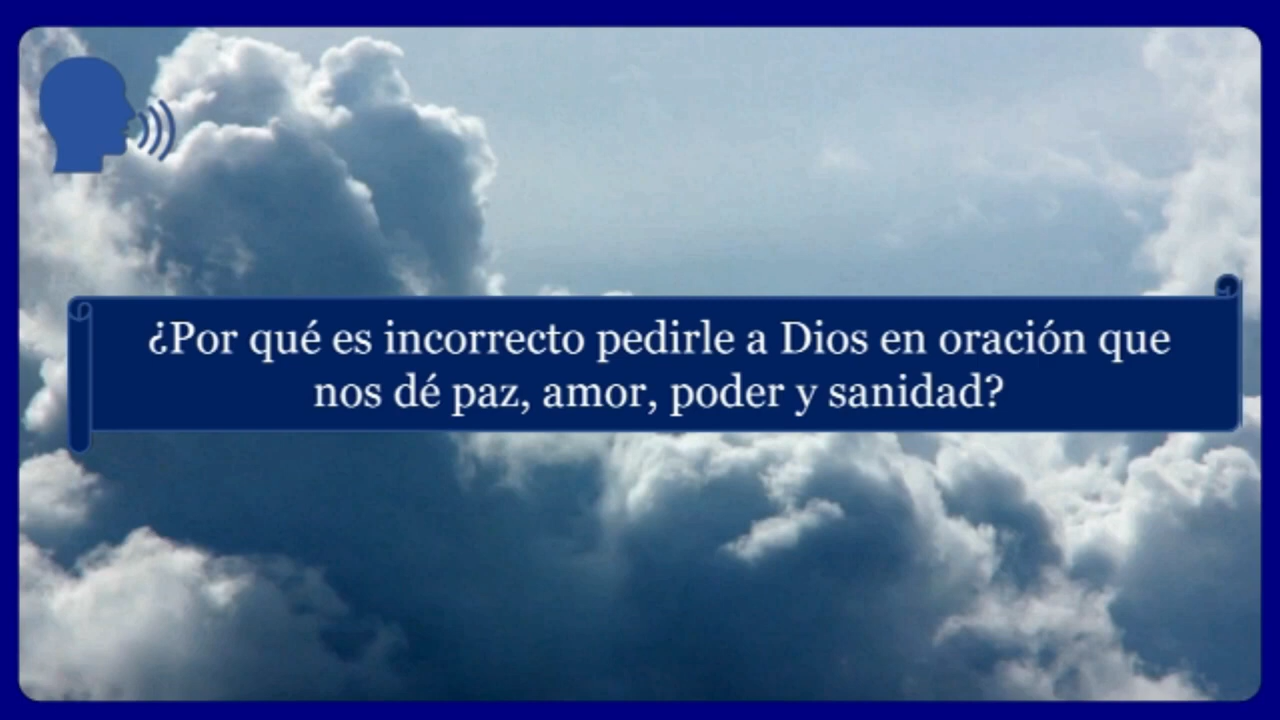 ¿Por qué es incorrecto pedirle a Dios en oración que
nos dé paz, amor, poder y sanidad?